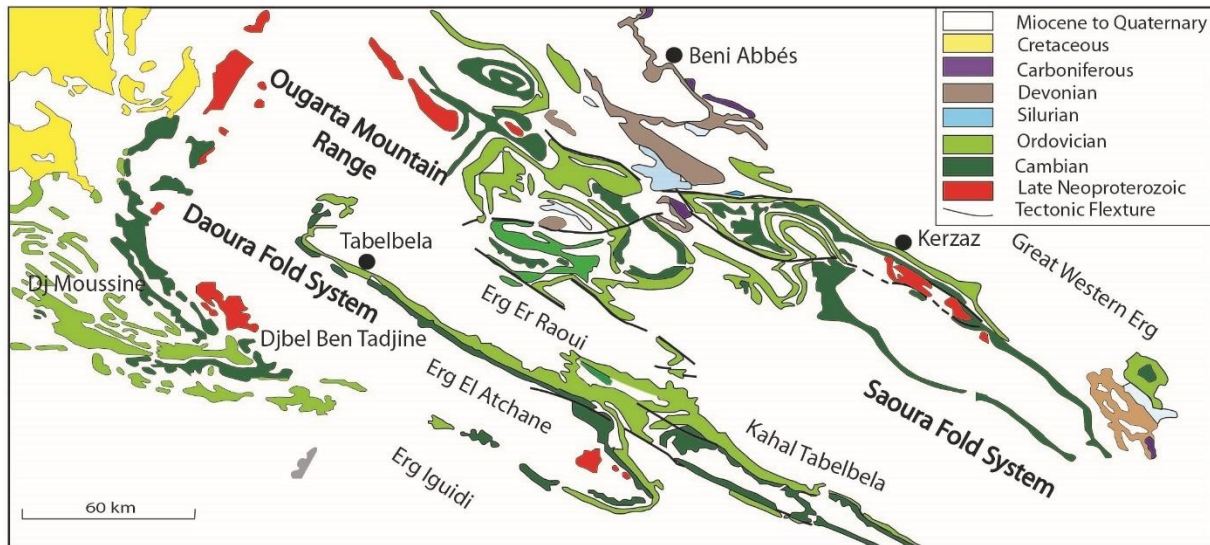 Miocene to Quaternary
Cretaceous
Carboniferous
Devonian
Silurian
Ordovician
Cambian
Late Neoproterozoic
Tectonic Flexture
Beni Abbés
Ougarta Mountain
Range
Daoura Fold System
Tabelbela
Kerzaz
Great Western Erg
Dj Moussine
Djbel Ben Tadjine
Erg Er Raoui
Erg El Atchane
Erg Iguidi
Kahal Tabelbela
Saoura Fold System
60 km